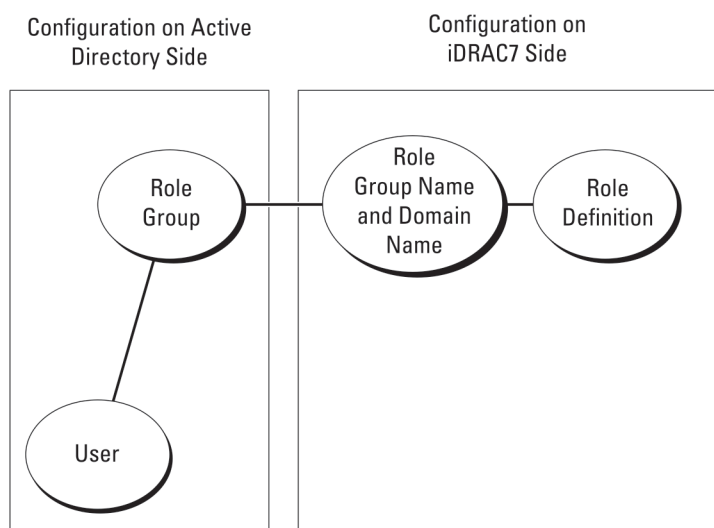 Configuration on Active
Directory Side
Configuration on
iDRAC7 Side
Role
Group
Role
Group Name
and Domain
Name
Role
Definition
User